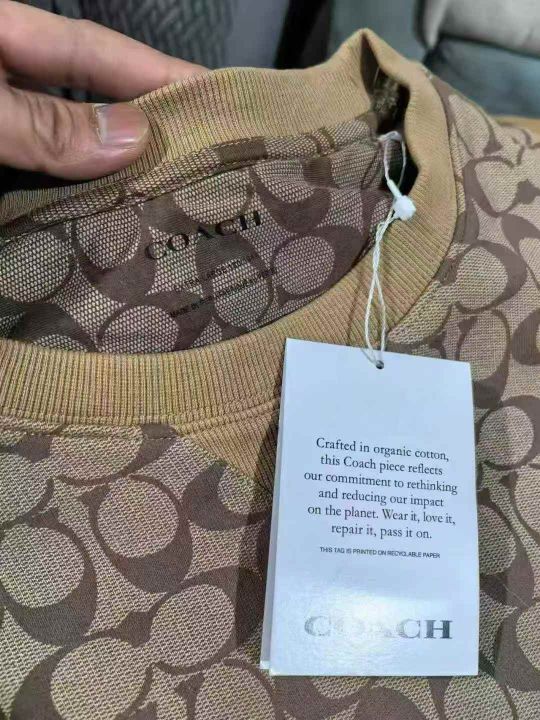 COACH
Crafted in organic cotton,
this Coach piece reflects
our commitment to rethinking
and reducing our impact
on the planet. Wear it, love it,
repair it, pass it on.
THIS TAG IS PRINTED ON RECYCLABLE PAPER
COACH